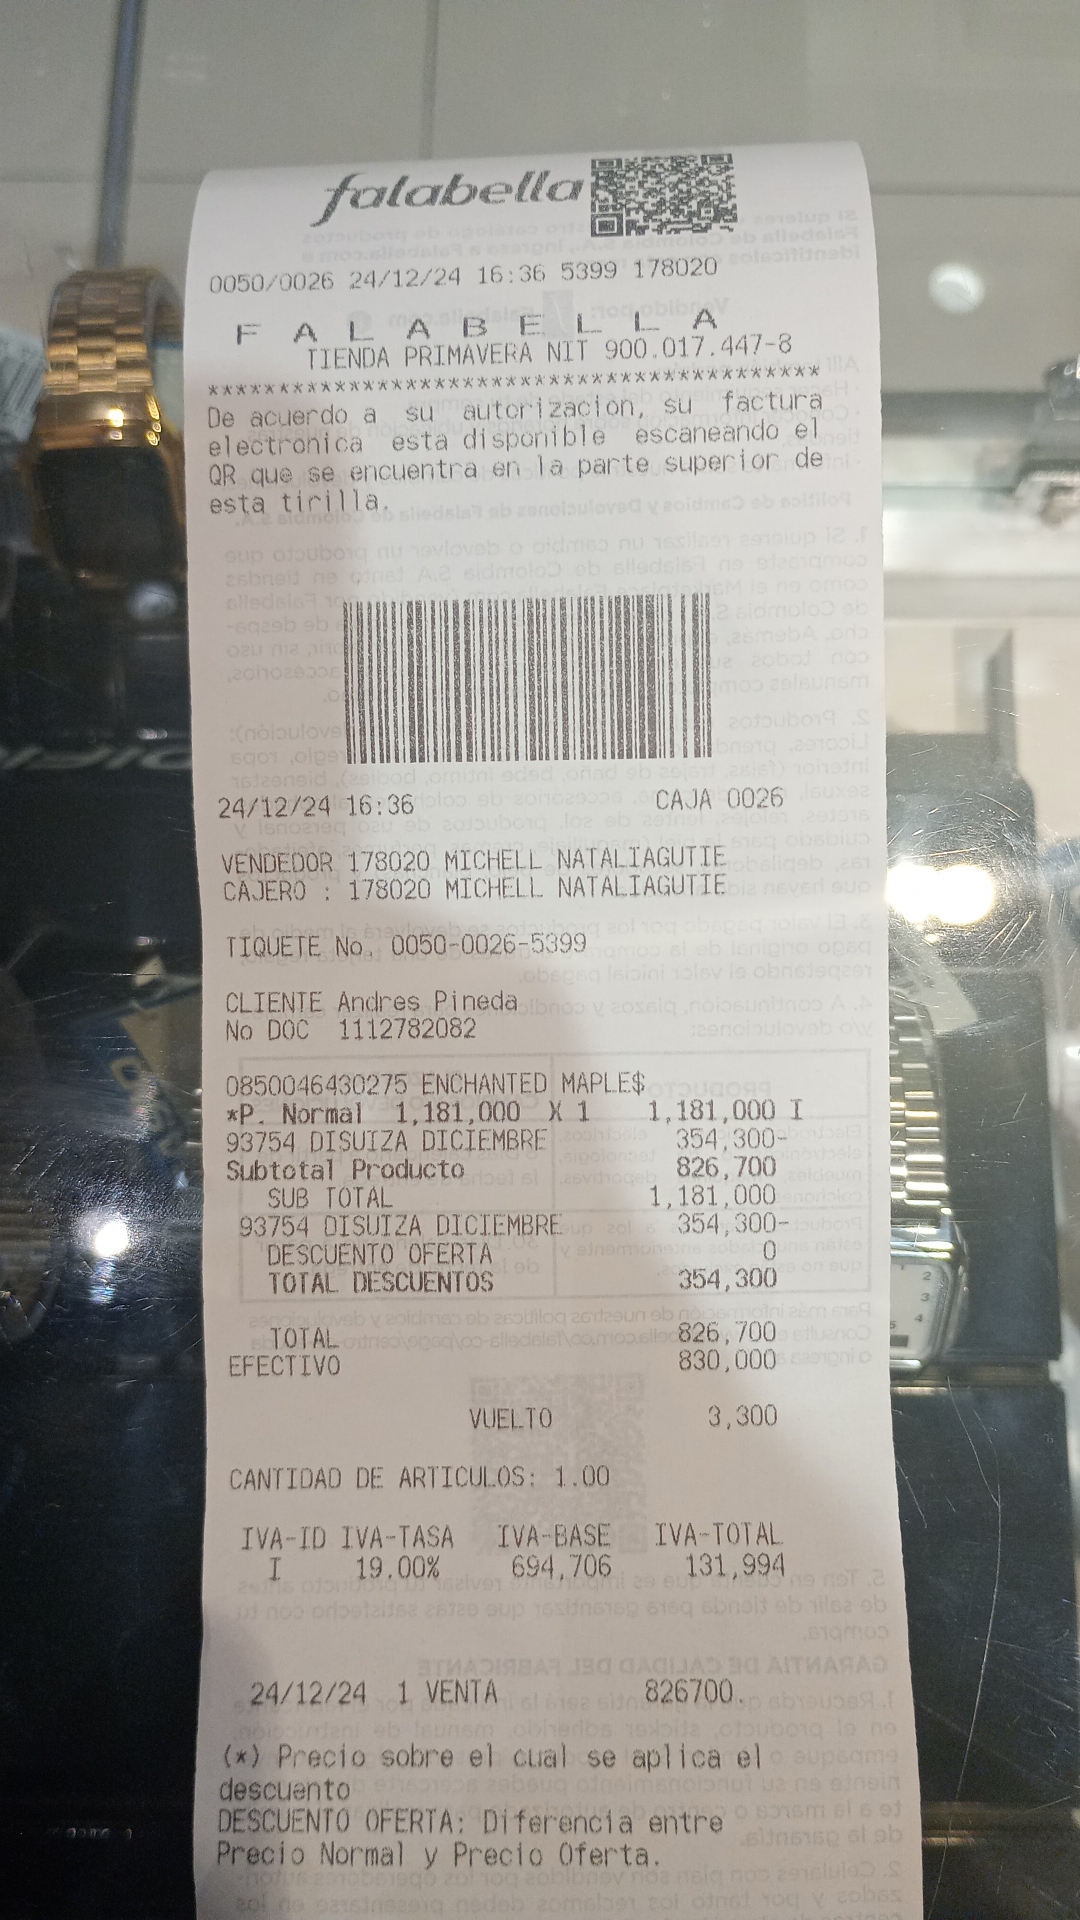 falabella
0050/0026 24/12/24 16:36 5399 178020
F A L A B E L L A
TIENDA PRIMAVERA NIT 900.017.447-8
*******************************************
De acuerdo a su autorizacion, su factura
electronica esta disponible escaneando el
QR que se encuentra en la parte superior de
esta tirilla.
24/12/24 16:36 CAJA 0026
VENDEDOR 178020 MICHELL NATALIAGUTIE
CAJERO : 178020 MICHELL NATALIAGUTIE
TIQUETE No. 0050-0026-5399
CLIENTE Andres Pineda
No DOC 1112782082
0850046430275 ENCHANTED MAPLE$
*P. Normal 1,181,000 X 1 1,181,000 I
93754 DISUIZA DICIEMBRE 354,300-
Subtotal Producto 826,700
SUB TOTAL 1,181,000
93754 DISUIZA DICIEMBRE 354,300-
DESCUENTO OFERTA 0
TOTAL DESCUENTOS 354,300
TOTAL 826,700
EFECTIVO 830,000
VUELTO 3,300
CANTIDAD DE ARTICULOS: 1.00
IVA-ID IVA-TASA IVA-BASE IVA-TOTAL
I 19.00% 694,706 131,994
24/12/24 1 VENTA 826700.
(*) Precio sobre el cual se aplica el
descuento
DESCUENTO OFERTA: Diferencia entre
Precio Normal y Precio Oferta.